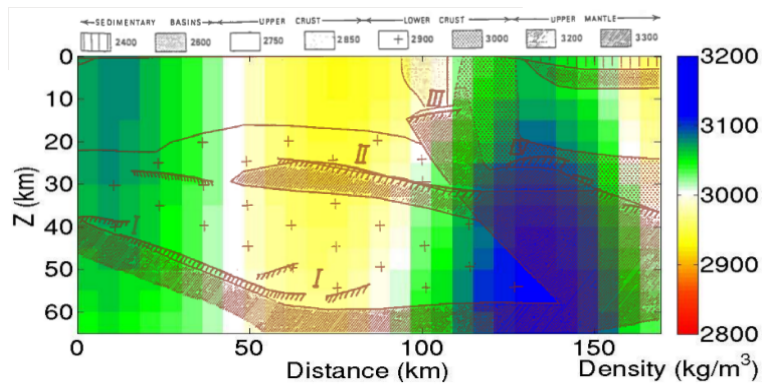 SEDIMENTARY BASINS UPPER CRUST LOWER CRUST UPPER MANTLE
2400 2600 2750 2850 2900 3000 3200 3300
0
10
20
30
40
50
60
Z (km)
III
II
IV
I
I
0 50 100 150
Distance (km)
3200
3100
3000
2900
2800
Density (kg/m³)